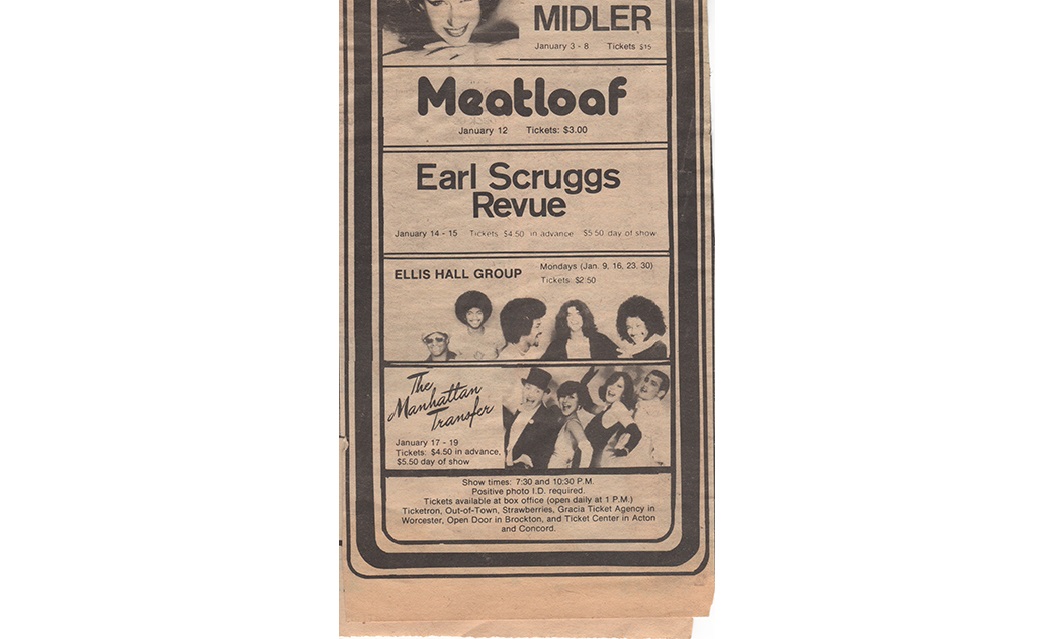 MIDLER
January 3 - 8 Tickets $15
Meatloaf
January 12 Tickets: $3.00
Earl Scruggs
Revue
January 14 - 15 Tickets $4.50 in advance $5.50 day of show
ELLIS HALL GROUP
Mondays (Jan. 9, 16, 23, 30)
Tickets: $2.50
The
Manhattan
Transfer
January 17 - 19
Tickets: $4.50 in advance,
$5.50 day of show
Show times: 7:30 and 10:30 P.M.
Positive photo I.D. required.
Tickets available at box office (open daily at 1 P.M.)
Ticketron, Out-of-Town, Strawberries, Gracia Ticket Agency in
Worcester, Open Door in Brockton, and Ticket Center in Acton
and Concord.